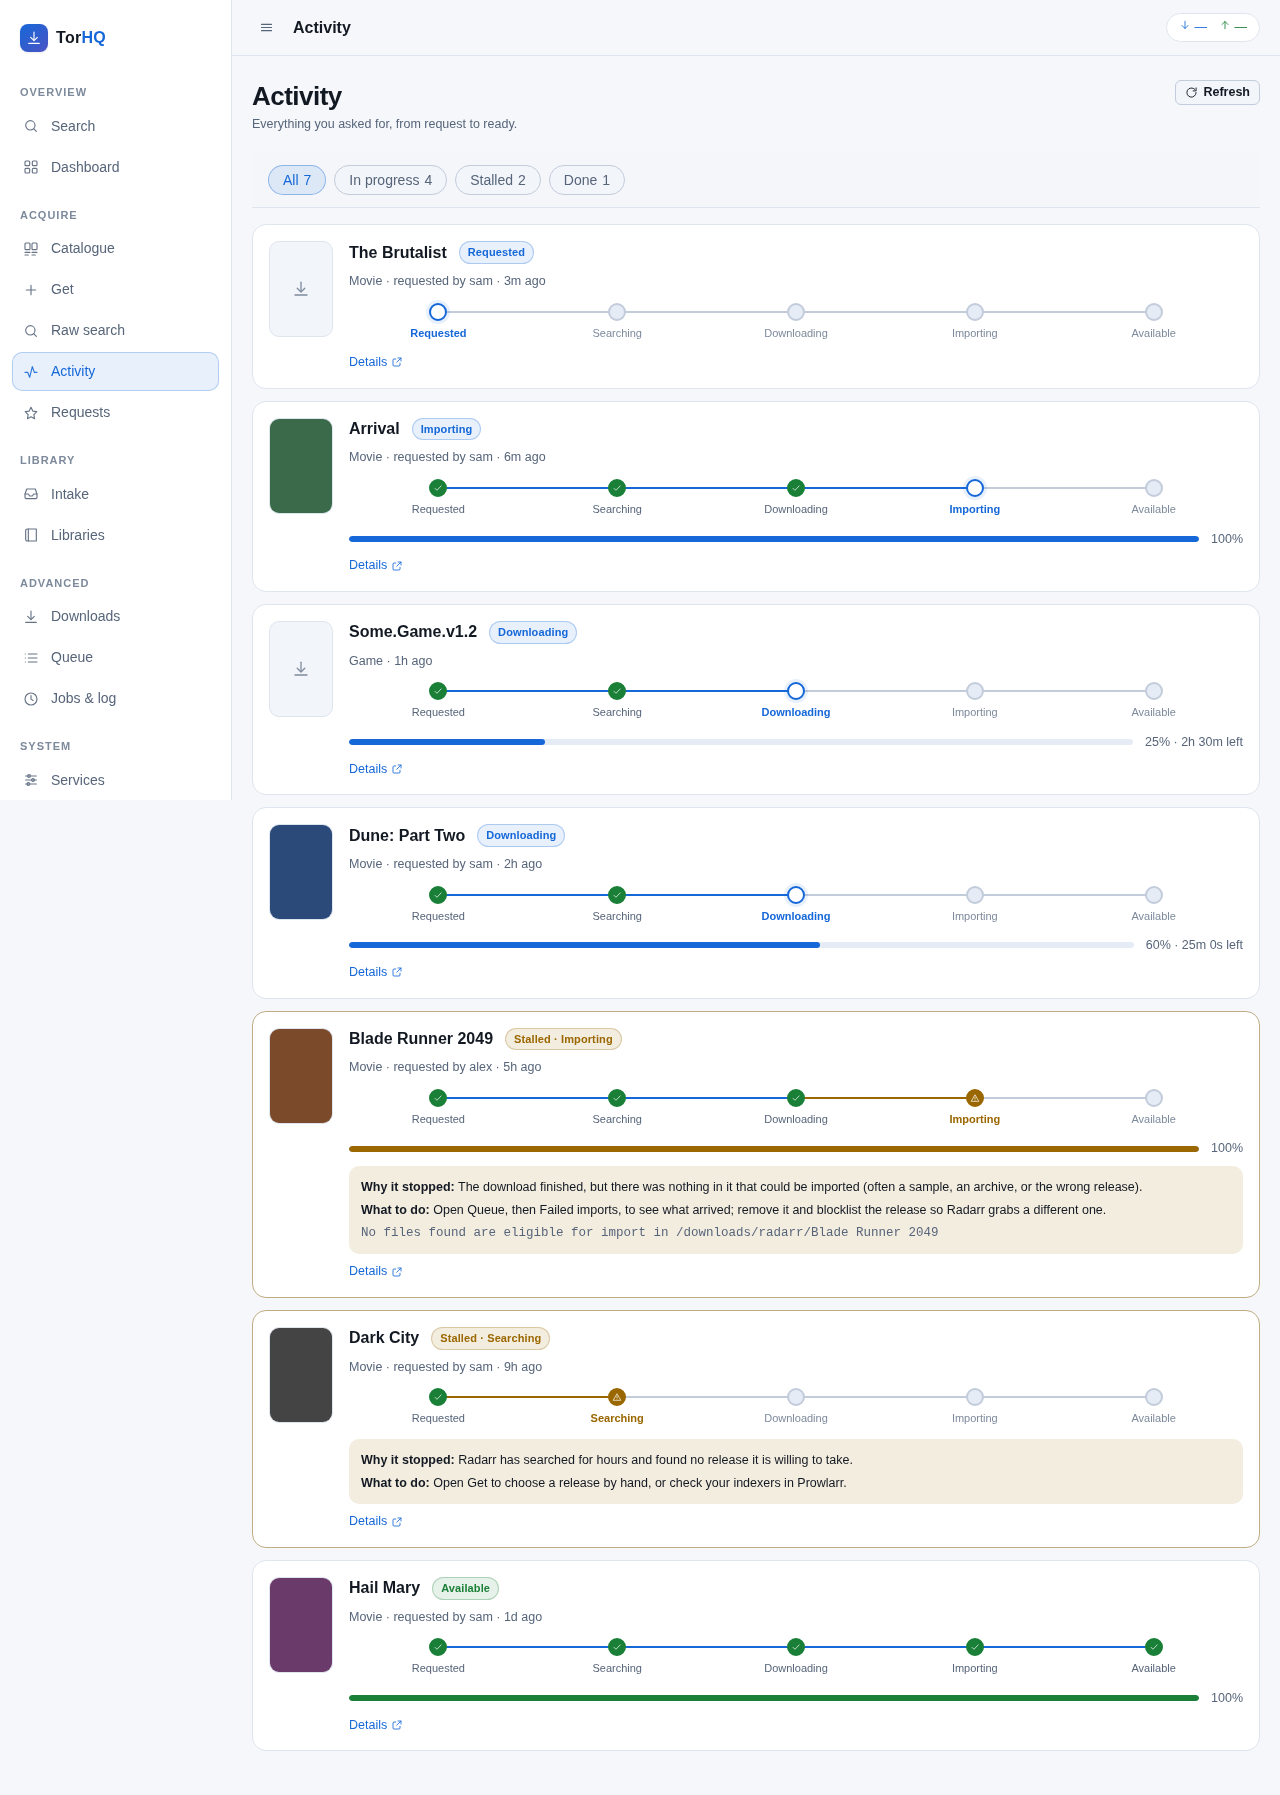 TorHQ
OVERVIEW
Search
Dashboard
ACQUIRE
Catalogue
Get
Raw search
Activity
Requests
LIBRARY
Intake
Libraries
ADVANCED
Downloads
Queue
Jobs & log
SYSTEM
Services
Activity
— —
Activity
Refresh
Everything you asked for, from request to ready.
All 7 In progress 4 Stalled 2 Done 1
The Brutalist Requested
Movie · requested by sam · 3m ago
Requested Searching Downloading Importing Available
Details
Arrival Importing
Movie · requested by sam · 6m ago
Requested Searching Downloading Importing Available
100%
Details
Some.Game.v1.2 Downloading
Game · 1h ago
Requested Searching Downloading Importing Available
25% · 2h 30m left
Details
Dune: Part Two Downloading
Movie · requested by sam · 2h ago
Requested Searching Downloading Importing Available
60% · 25m 0s left
Details
Blade Runner 2049 Stalled · Importing
Movie · requested by alex · 5h ago
Requested Searching Downloading Importing Available
100%
Why it stopped: The download finished, but there was nothing in it that could be imported (often a sample, an archive, or the wrong release).
What to do: Open Queue, then Failed imports, to see what arrived; remove it and blocklist the release so Radarr grabs a different one.
No files found are eligible for import in /downloads/radarr/Blade Runner 2049
Details
Dark City Stalled · Searching
Movie · requested by sam · 9h ago
Requested Searching Downloading Importing Available
Why it stopped: Radarr has searched for hours and found no release it is willing to take.
What to do: Open Get to choose a release by hand, or check your indexers in Prowlarr.
Details
Hail Mary Available
Movie · requested by sam · 1d ago
Requested Searching Downloading Importing Available
100%
Details